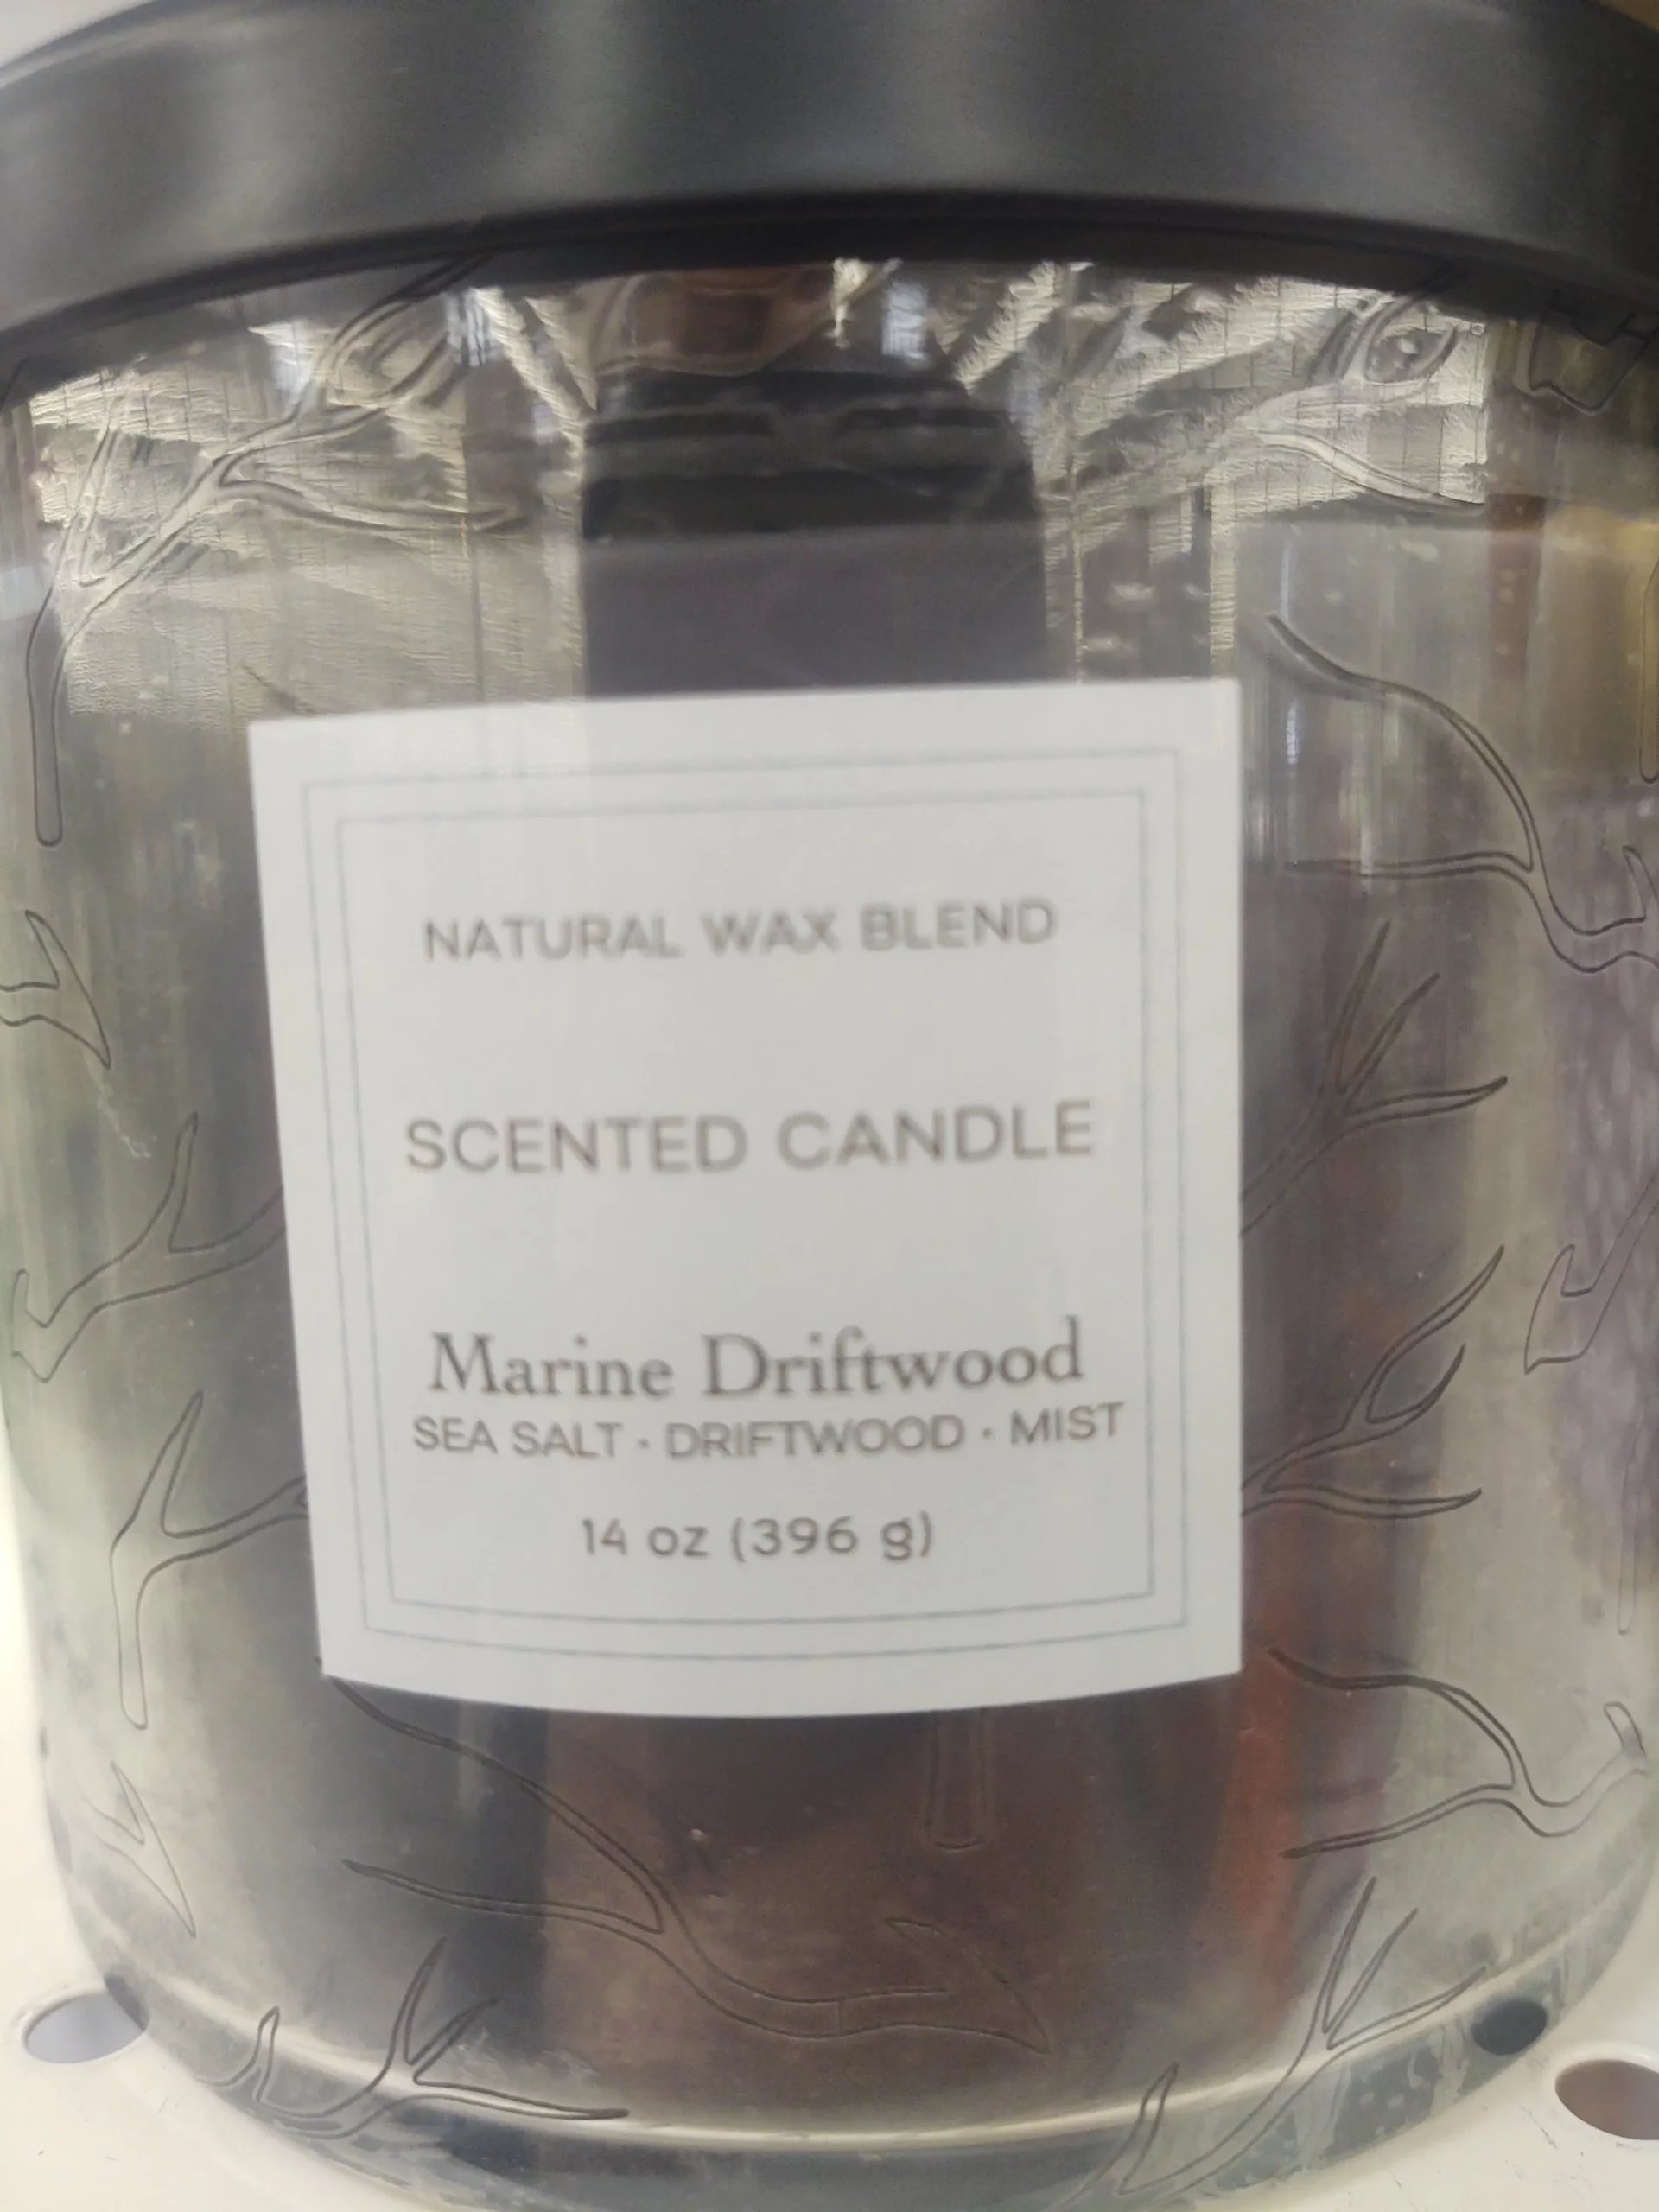 NATURAL WAX BLEND
SCENTED CANDLE
Marine Driftwood
SEA SALT · DRIFTWOOD · MIST
14 oz (396 g)